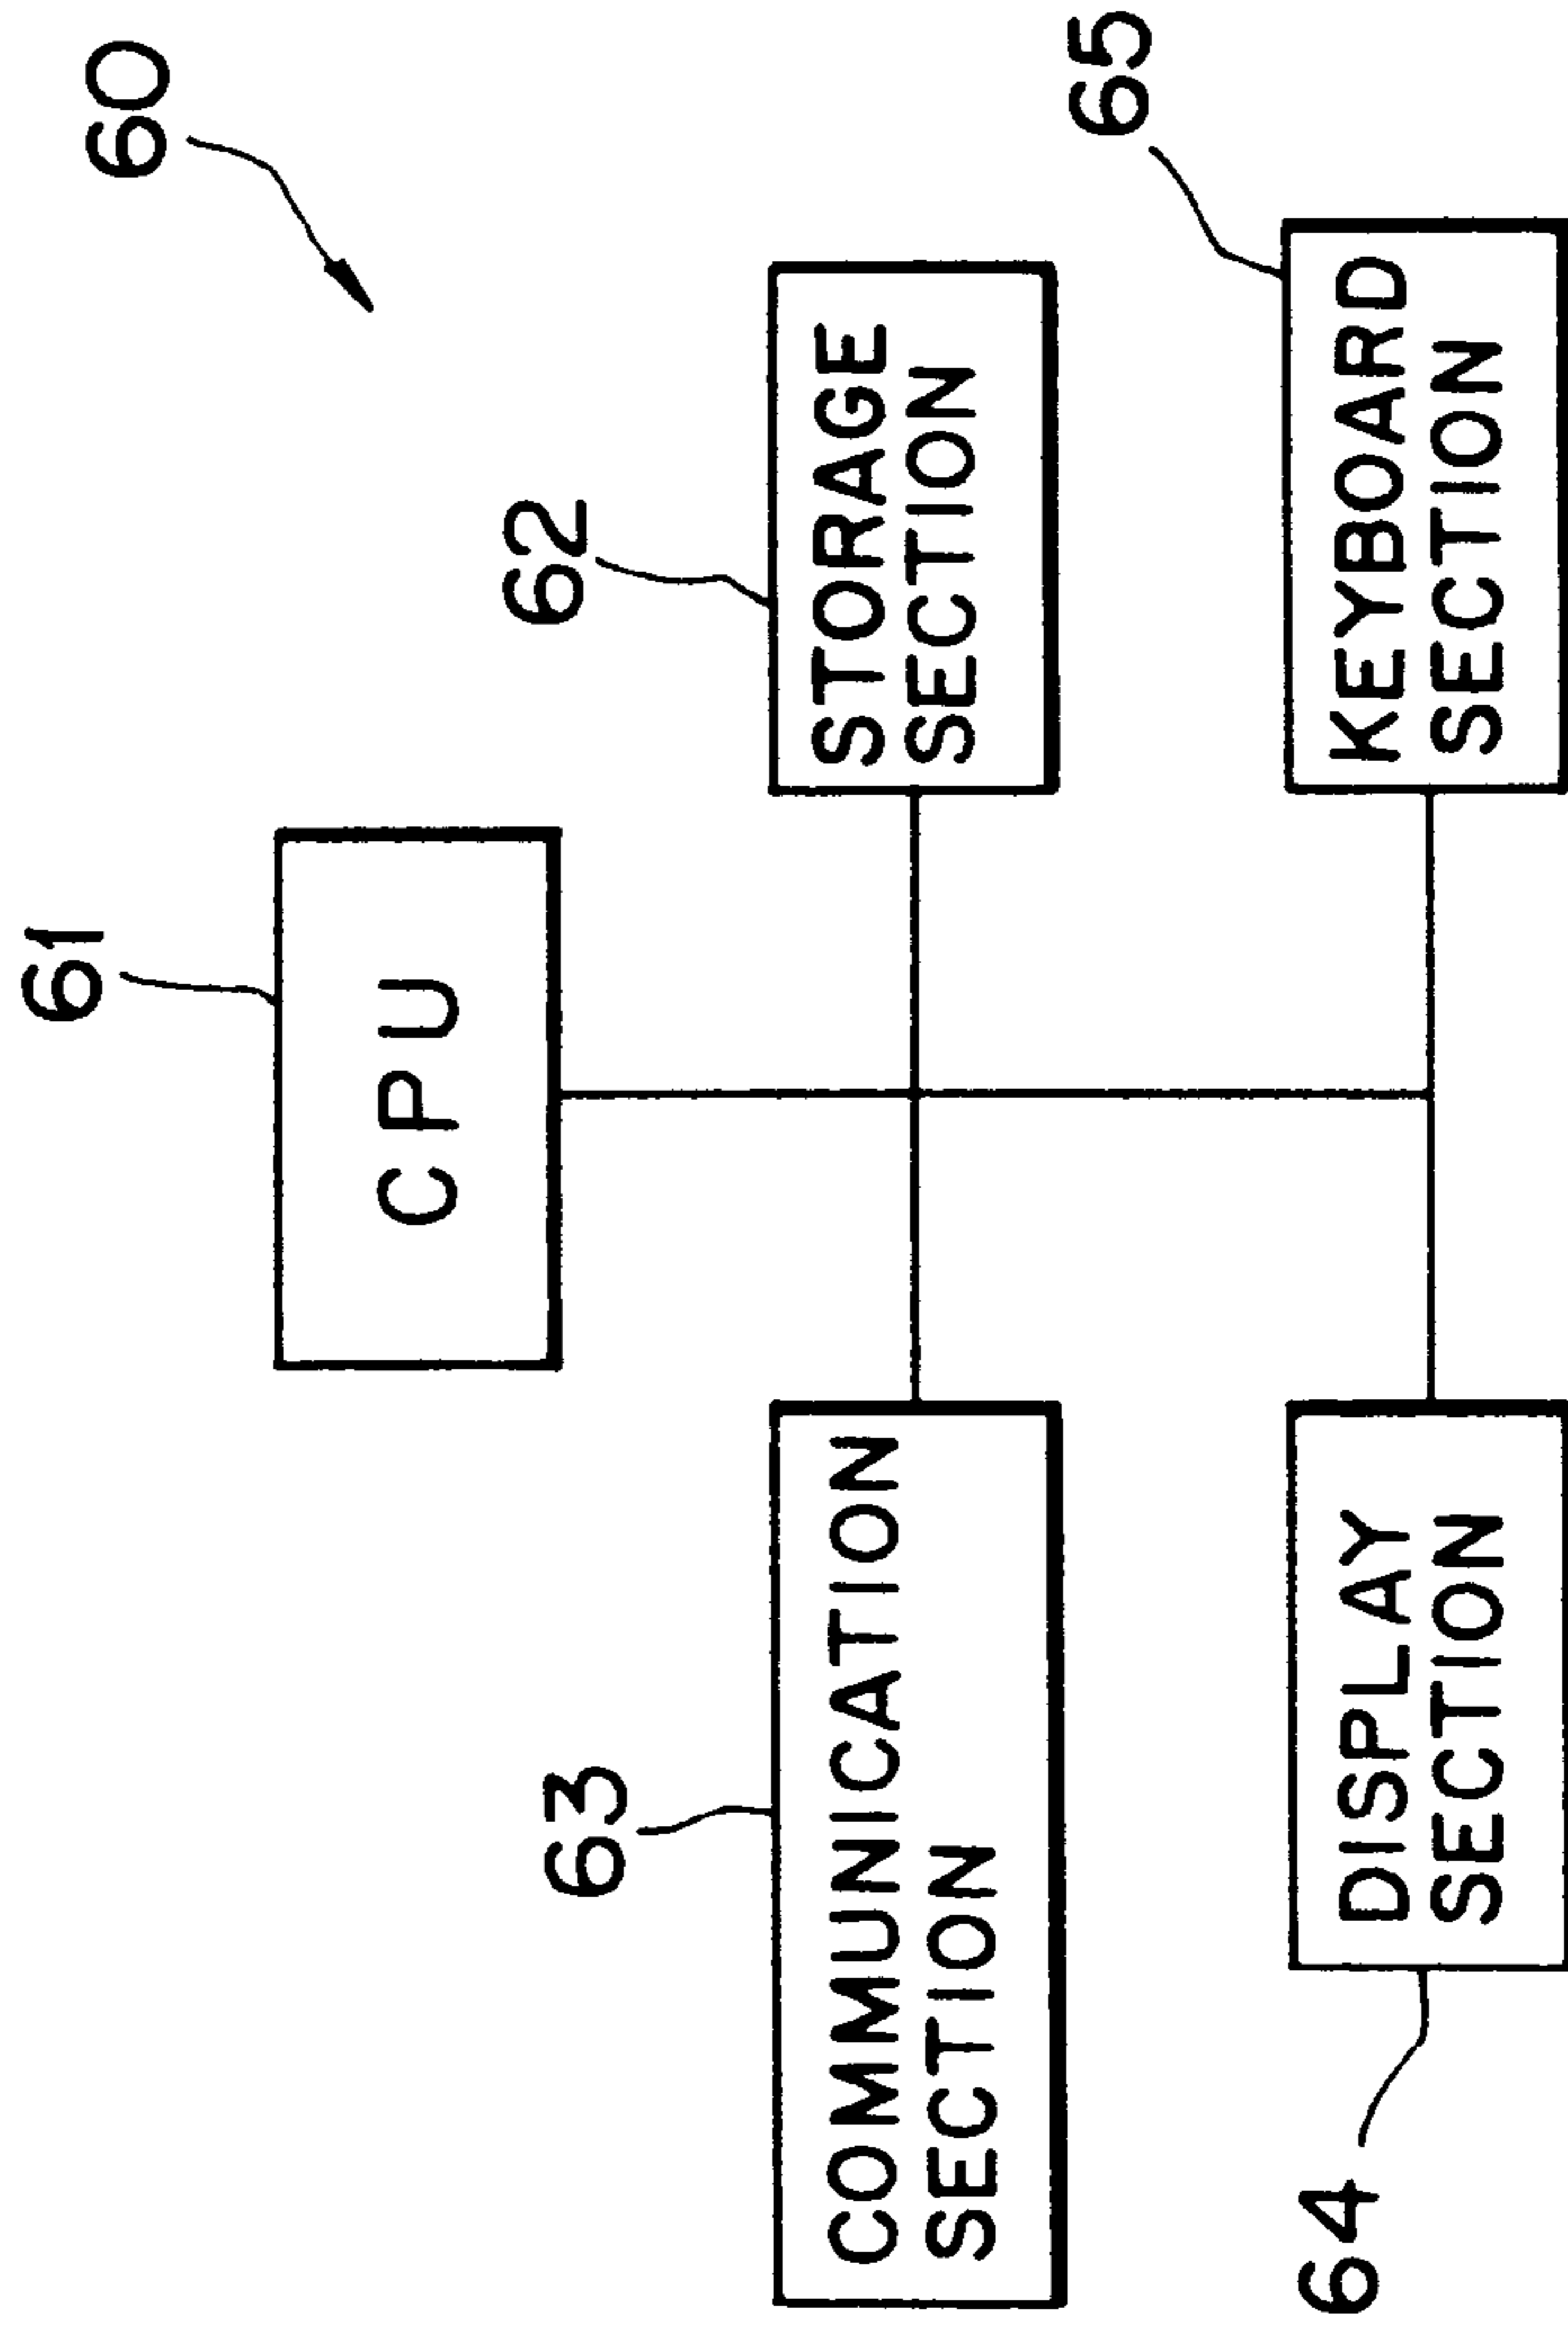 60
61
CPU
62
STORAGE
SECTION
63
COMMUNICATION
SECTION
65
KEYBOARD
SECTION
64
DISPLAY
SECTION